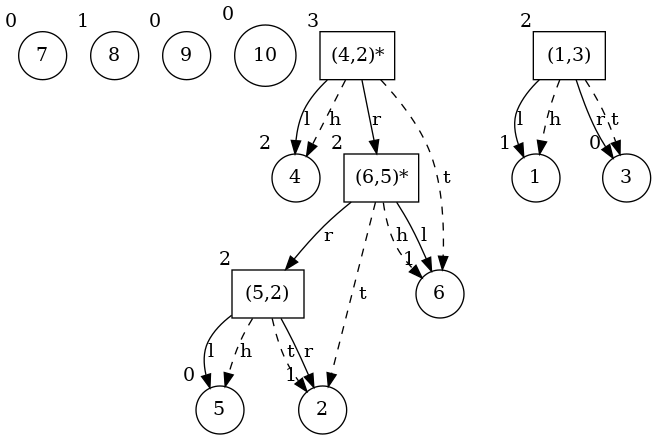 0 1 0 0 3 2
7 8 9 10 (4,2)* (1,3)
l h r l h r t
2 2 t 1 0
4 (6,5)* 1 3
r h l
2 1
(5,2) t 6
l h t r
0 1
5 2